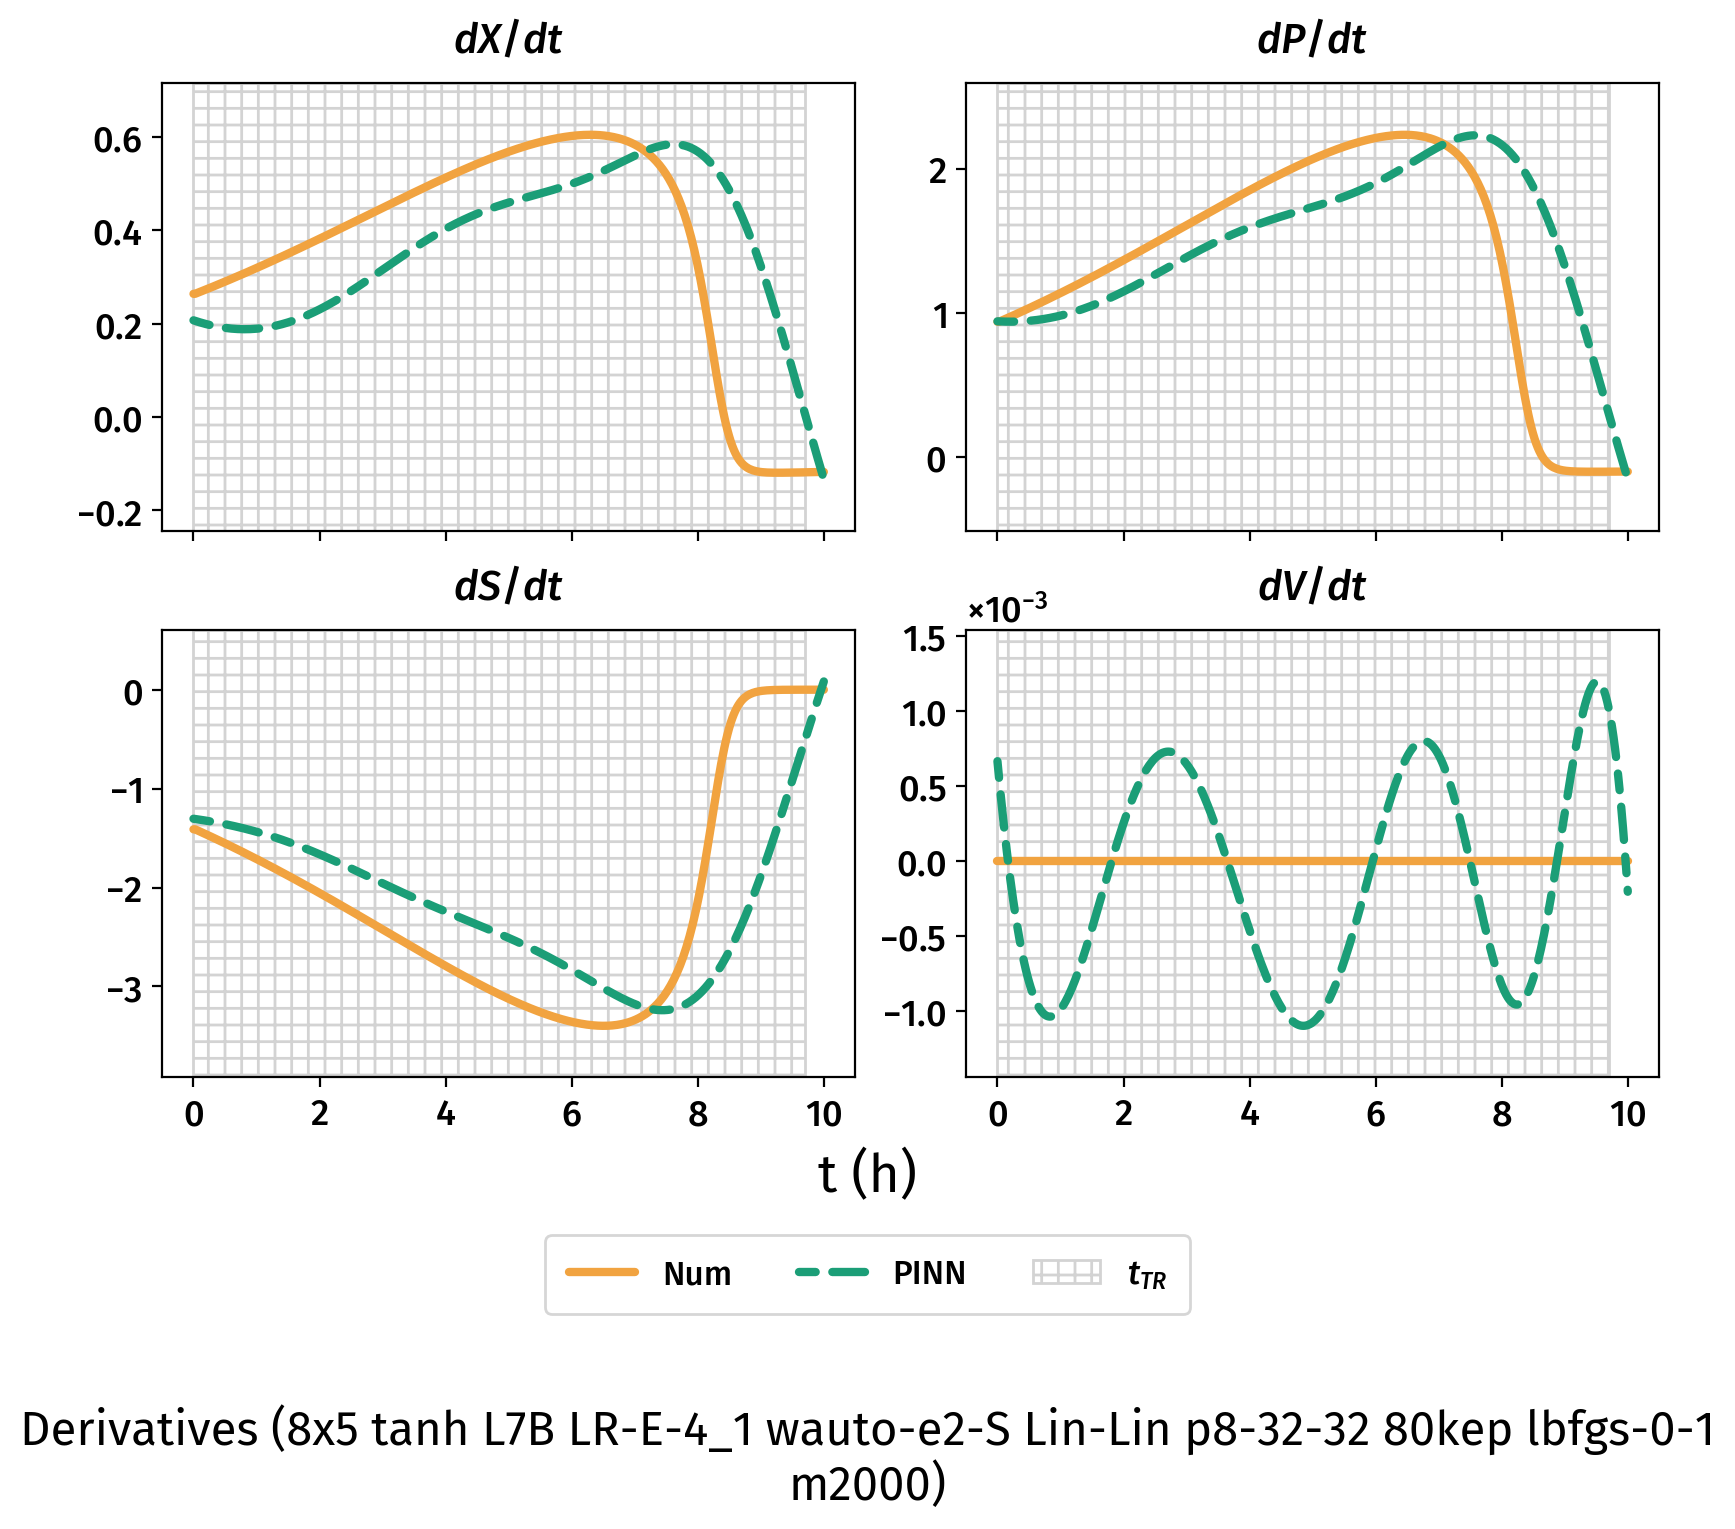 dX/dt
dP/dt
0.6
0.4
0.2
0.0
−0.2
2
1
0
dS/dt
dV/dt
×10⁻³
0
−1
−2
−3
1.5
1.0
0.5
0.0
−0.5
−1.0
0 2 4 6 8 10
0 2 4 6 8 10
t (h)
Num PINN t_TR
Derivatives (8x5 tanh L7B LR-E-4_1 wauto-e2-S Lin-Lin p8-32-32 80kep lbfgs-0-1
m2000)